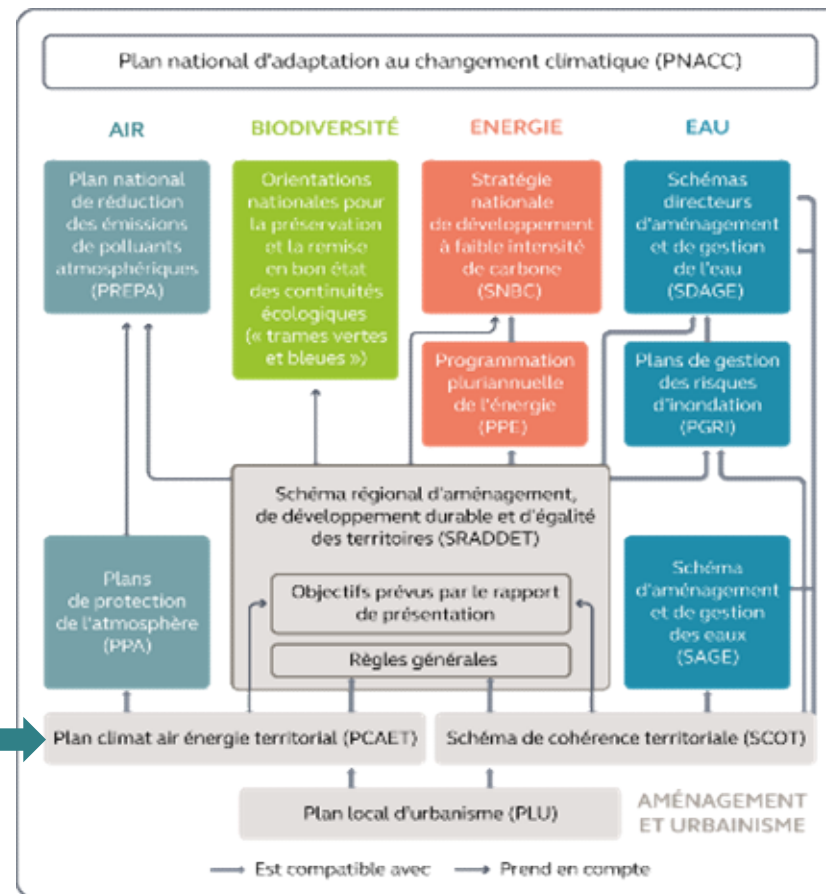 Plan national d'adaptation au changement climatique (PNACC)
AIR
Plan national
de réduction
des émissions
de polluants
atmosphériques
(PREPA)
BIODIVERSITÉ
Orientations
nationales pour
la préservation
et la remise
en bon état
des continuités
écologiques
(« trames vertes
et bleues »)
ENERGIE
Stratégie
nationale
de développement
à faible intensité
de carbone
(SNBC)
EAU
Schémas
directeurs
d'aménagement
et de gestion
de l'eau
(SDAGE)
Programmation
pluriannuelle
de l'énergie
(PPE)
Plans de gestion
des risques
d'inondation
(PGRI)
Schéma régional d'aménagement,
de développement durable et d'égalité
des territoires (SRADDET)
Objectifs prévus par le rapport
de présentation
Règles générales
Plans
de protection
de l'atmosphère
(PPA)
Schéma
d'aménagement
et de gestion
des eaux
(SAGE)
Plan climat air énergie territorial (PCAET)
Schéma de cohérence territoriale (SCOT)
Plan local d'urbanisme (PLU)
AMÉNAGEMENT
ET URBAINISME
Est compatible avec
Prend en compte